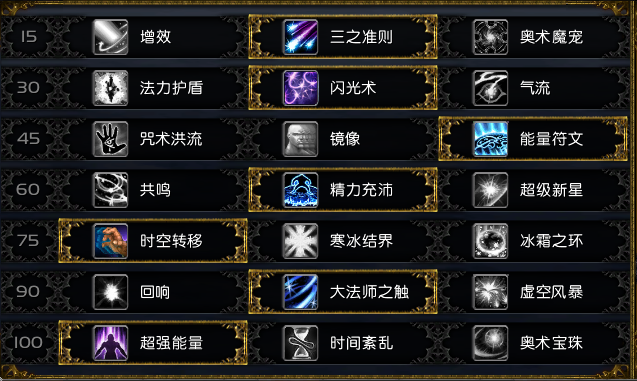 15 增效 三之准则 奥术魔宠
30 法力护盾 闪光术 气流
45 咒术洪流 镜像 能量符文
60 共鸣 精力充沛 超级新星
75 时空转移 寒冰结界 冰霜之环
90 回响 大法师之触 虚空风暴
100 超强能量 时间紊乱 奥术宝珠